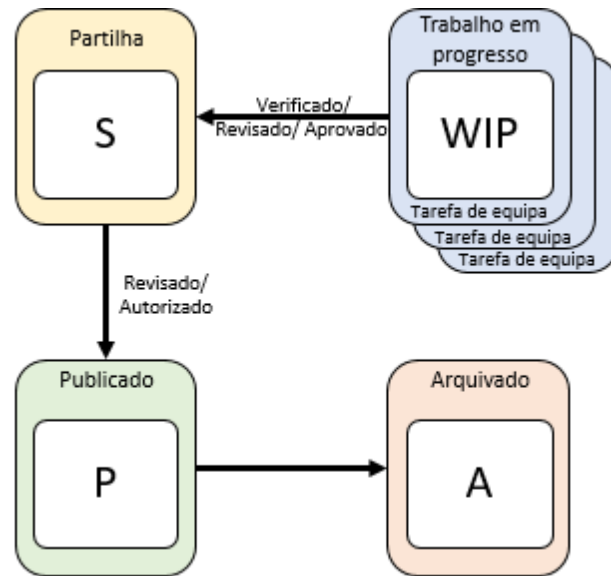 Partilha
S
Trabalho em
progresso
WIP
Tarefa de equipa
Tarefa de equipa
Tarefa de equipa
Verificado/
Revisado/ Aprovado
Revisado/
Autorizado
Publicado
P
Arquivado
A